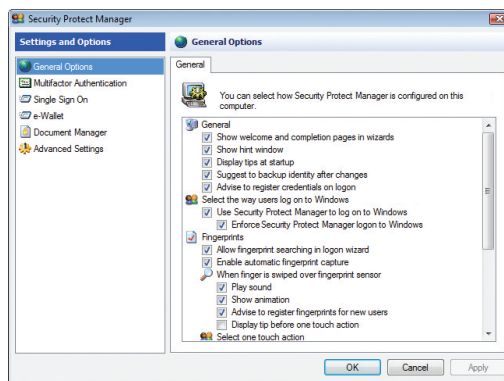 Security Protect Manager
Settings and Options
General Options
Multifactor Authentication
Single Sign On
e-Wallet
Document Manager
Advanced Settings
General Options
General
You can select how Security Protect Manager is configured on this
computer.
General
Show welcome and completion pages in wizards
Show hint window
Display tips at startup
Suggest to backup identity after changes
Advise to register credentials on logon
Select the way users log on to Windows
Use Security Protect Manager to log on to Windows
Enforce Security Protect Manager logon to Windows
Fingerprints
Allow fingerprint searching in logon wizard
Enable automatic fingerprint capture
When finger is swiped over fingerprint sensor
Play sound
Show animation
Advise to register fingerprints for new users
Display tip before one touch action
Select one touch action
OK
Cancel
Apply